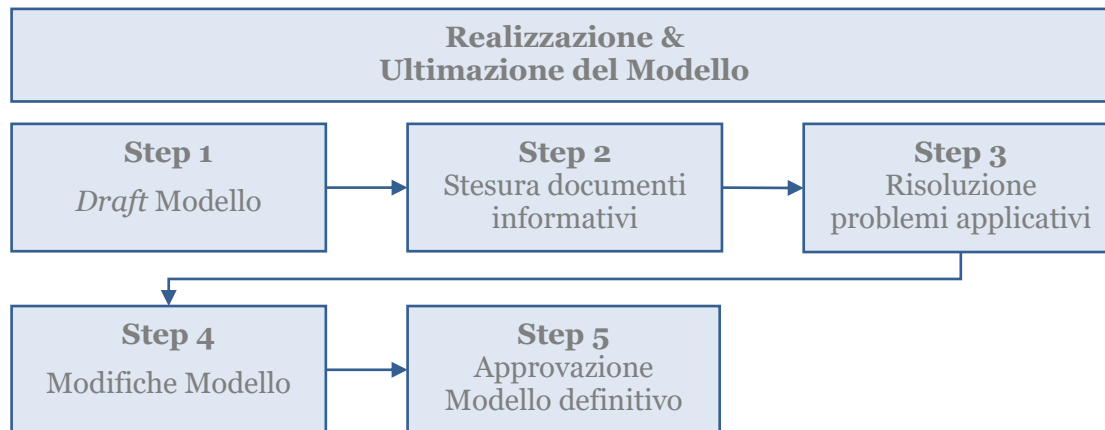 Realizzazione &
Ultimazione del Modello
Step 1
Draft Modello
Step 2
Stesura documenti
informativi
Step 3
Risoluzione
problemi applicativi
Step 4
Modifiche Modello
Step 5
Approvazione
Modello definitivo